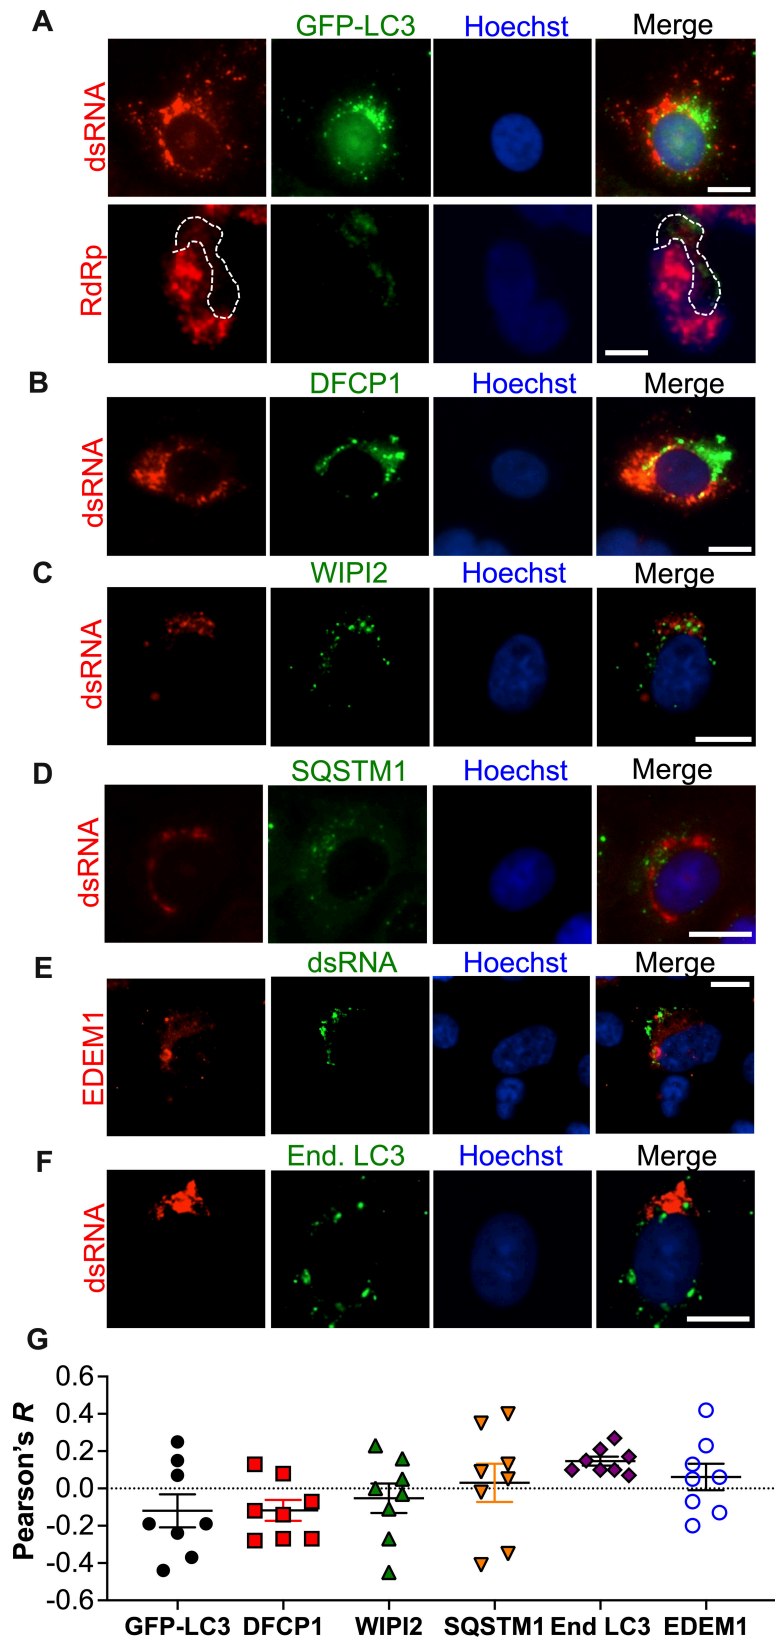 A
GFP-LC3 Hoechst Merge
dsRNA
RdRp
B
DFCP1 Hoechst Merge
dsRNA
C
WIPI2 Hoechst Merge
dsRNA
D
SQSTM1 Hoechst Merge
dsRNA
E
dsRNA Hoechst Merge
EDEM1
F
End. LC3 Hoechst Merge
dsRNA
G
0.6
0.4
0.2
0.0
-0.2
-0.4
-0.6
Pearson's R
GFP-LC3 DFCP1 WIPI2 SQSTM1 End LC3 EDEM1